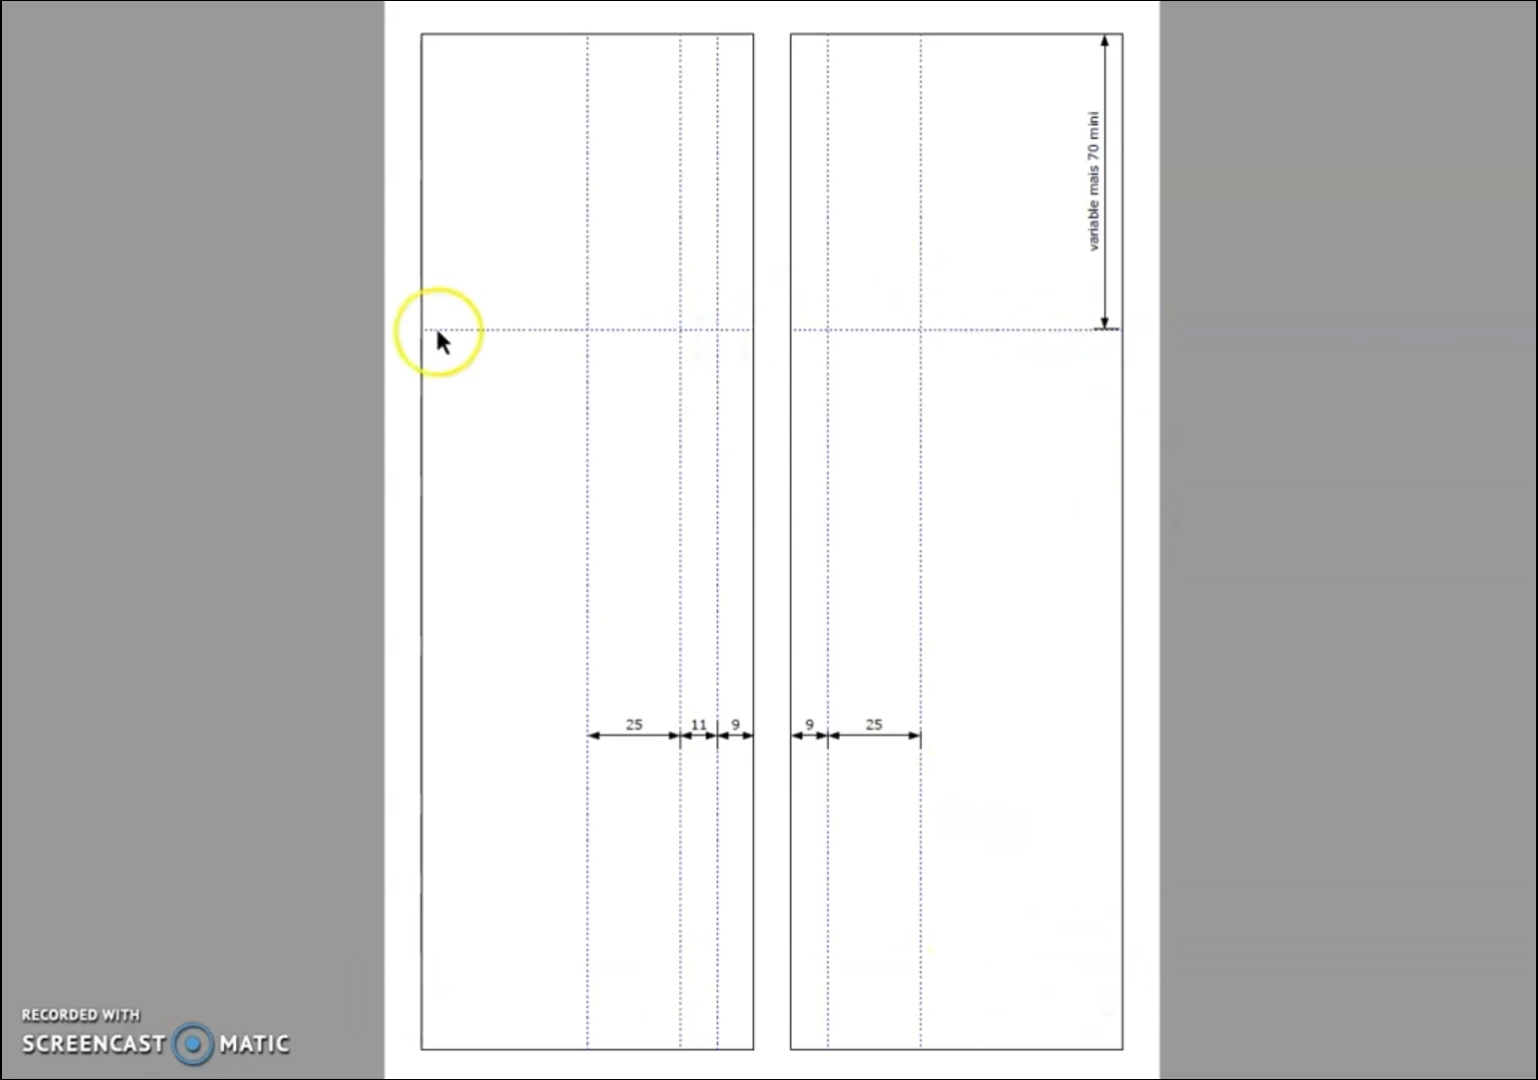 variable mais 70 mini
25 11 9 9 25
RECORDED WITH
SCREENCAST MATIC